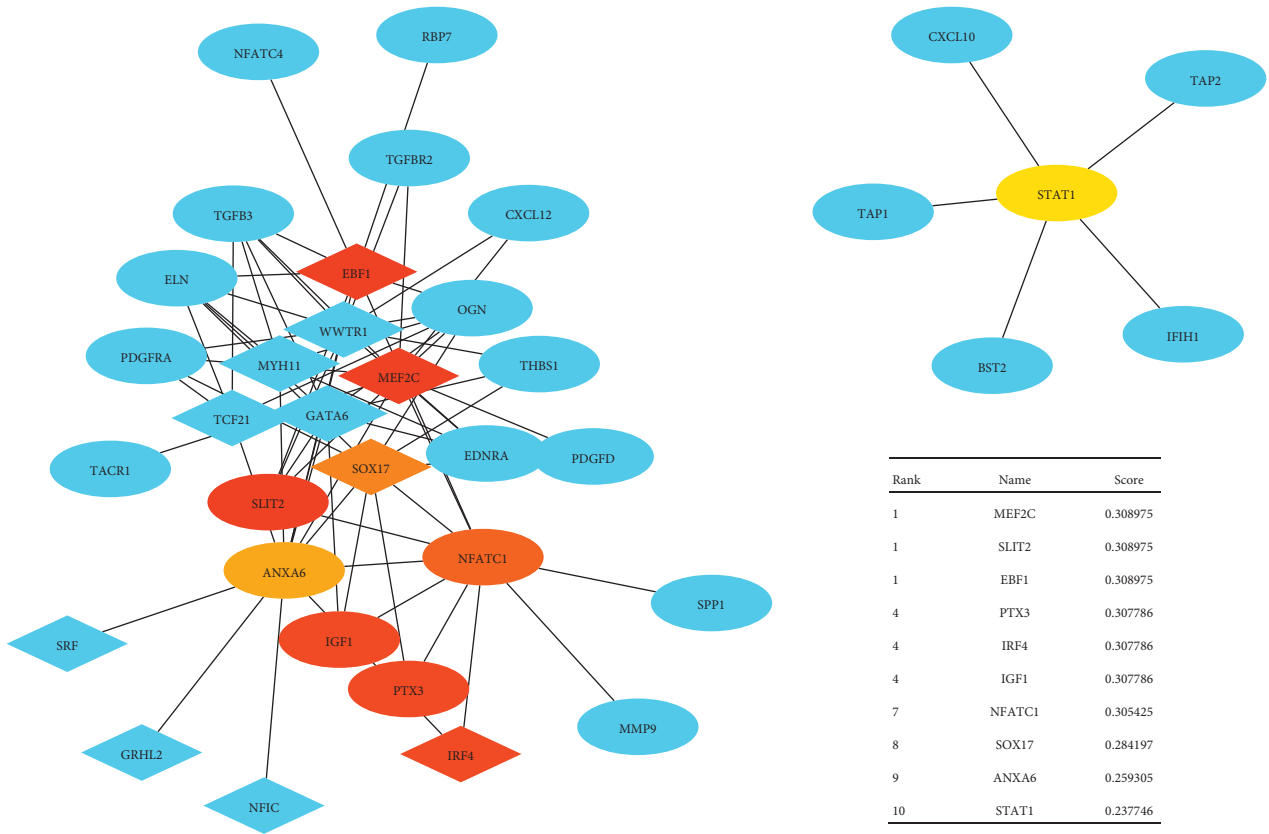 NFATC4
RBP7
TGFBR2
TGFB3
CXCL12
EBF1
ELN
OGN
WWTR1
PDGFRA
MYH11
THBS1
MEF2C
TCF21
GATA6
TACR1
SOX17
EDNRA
PDGFD
SLIT2
NFATC1
ANXA6
SPP1
SRF
IGF1
PTX3
MMP9
GRHL2
IRF4
NFIC
CXCL10
TAP2
STAT1
TAP1
IFIH1
BST2
Rank Name Score
1 MEF2C 0.308975
1 SLIT2 0.308975
1 EBF1 0.308975
4 PTX3 0.307786
4 IRF4 0.307786
4 IGF1 0.307786
7 NFATC1 0.305425
8 SOX17 0.284197
9 ANXA6 0.259305
10 STAT1 0.237746